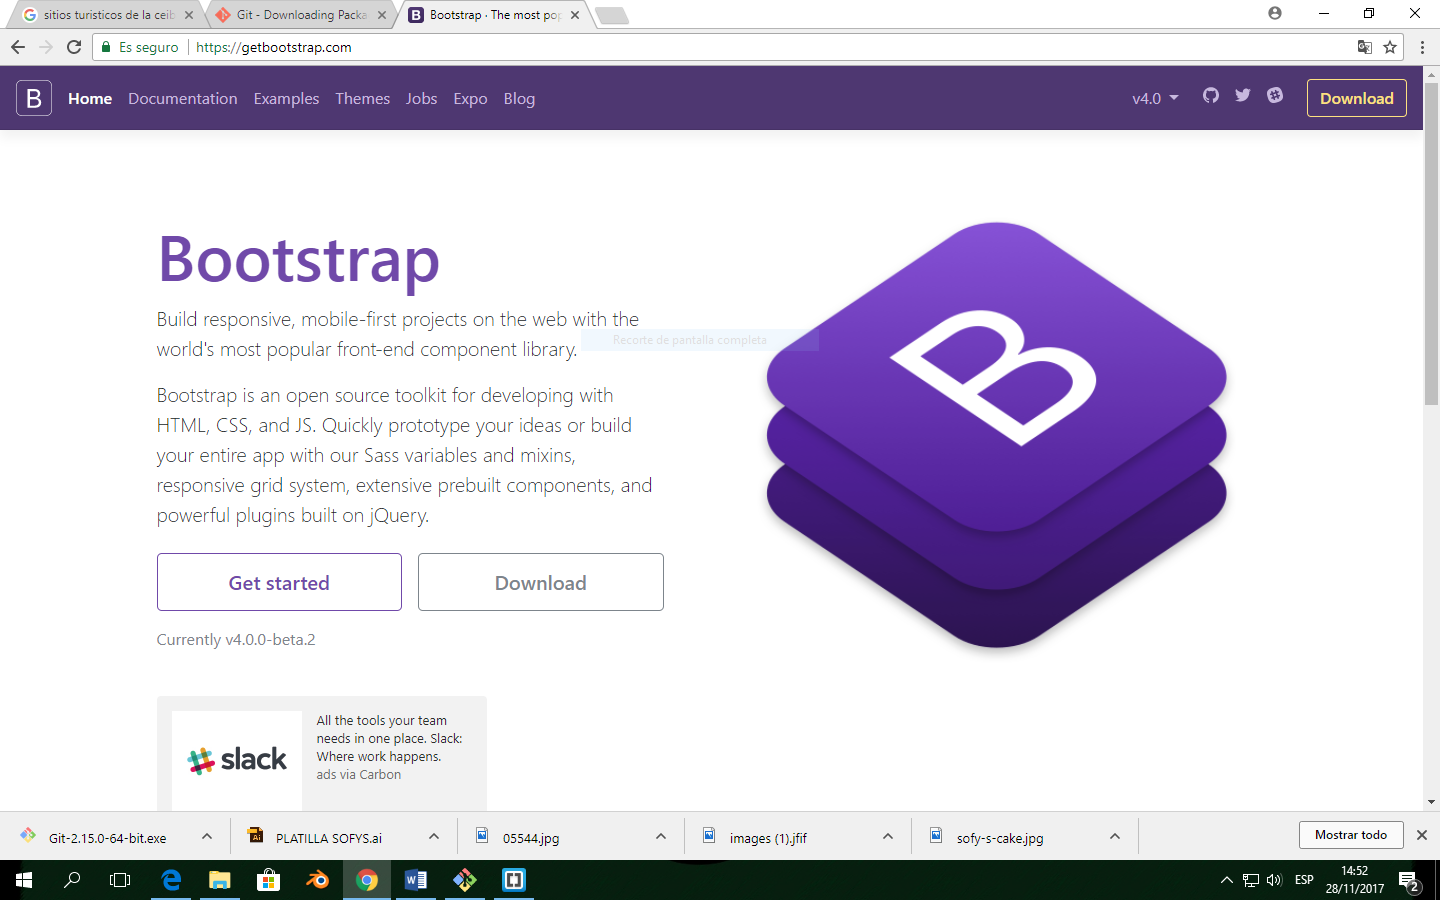 sitios turisticos de la ceib
Git - Downloading Packa
Bootstrap · The most pop
Es seguro
https://getbootstrap.com
B
Home
Documentation
Examples
Themes
Jobs
Expo
Blog
v4.0
Download
Bootstrap
Build responsive, mobile-first projects on the web with the
world's most popular front-end component library.
Recorte de pantalla completa
Bootstrap is an open source toolkit for developing with
HTML, CSS, and JS. Quickly prototype your ideas or build
your entire app with our Sass variables and mixins,
responsive grid system, extensive prebuilt components, and
powerful plugins built on jQuery.
B
Get started
Download
Currently v4.0.0-beta.2
slack
All the tools your team
needs in one place. Slack:
Where work happens.
ads via Carbon
Git-2.15.0-64-bit.exe
Ai
PLATILLA SOFYS.ai
05544.jpg
images (1).jfif
sofy-s-cake.jpg
Mostrar todo
ESP
14:52
28/11/2017
2